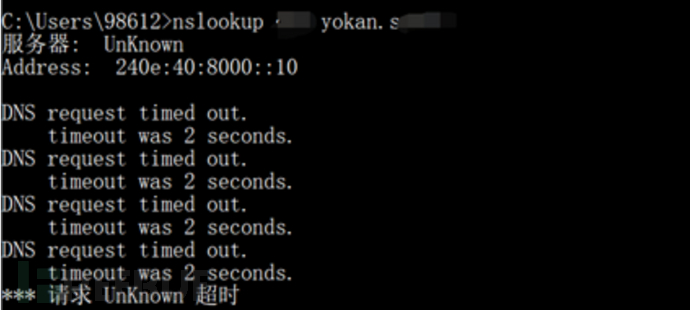 C:\Users\98612>nslookup yokan.s
服务器:  UnKnown
Address:  240e:40:8000::10
DNS request timed out.
    timeout was 2 seconds.
DNS request timed out.
    timeout was 2 seconds.
DNS request timed out.
    timeout was 2 seconds.
DNS request timed out.
    timeout was 2 seconds.
*** 请求 UnKnown 超时